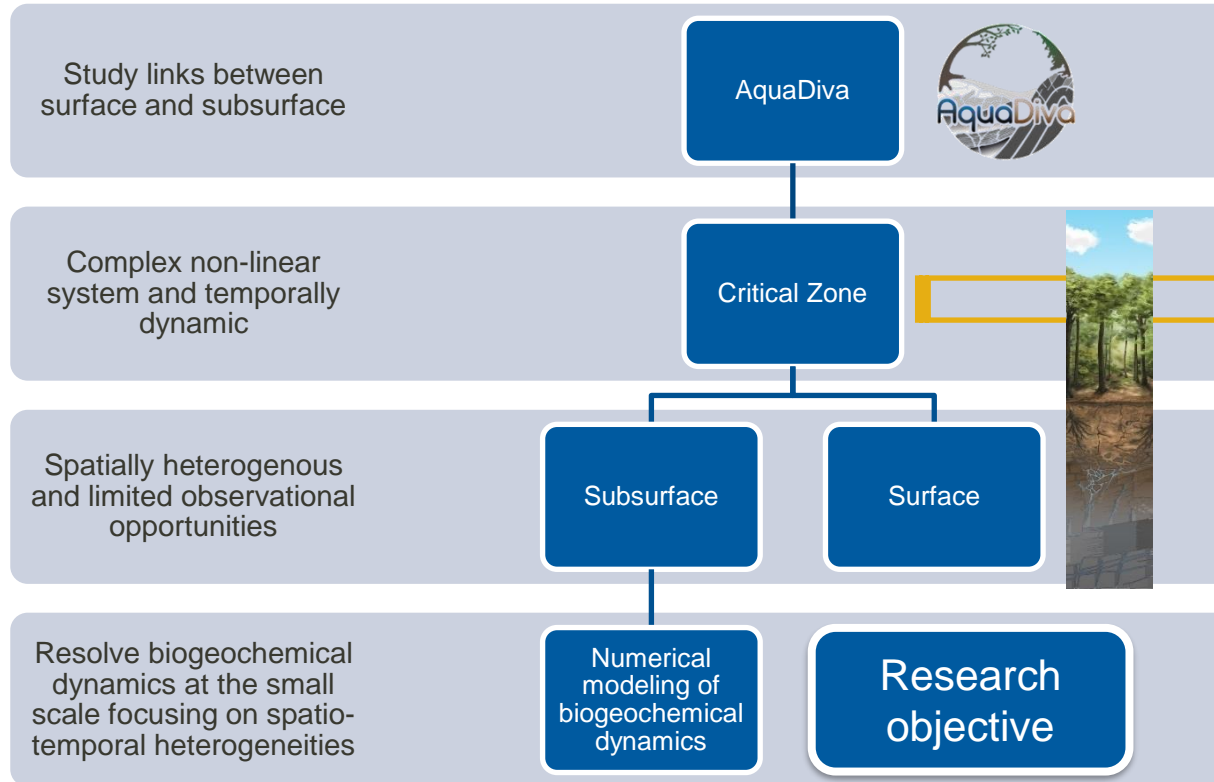 Study links between
surface and subsurface
AquaDiva
AquaDiva
Complex non-linear
system and temporally
dynamic
Critical Zone
Spatially heterogenous
and limited observational
opportunities
Subsurface
Surface
Resolve biogeochemical
dynamics at the small
scale focusing on spatio-
temporal heterogeneities
Numerical
modeling of
biogeochemical
dynamics
Research
objective